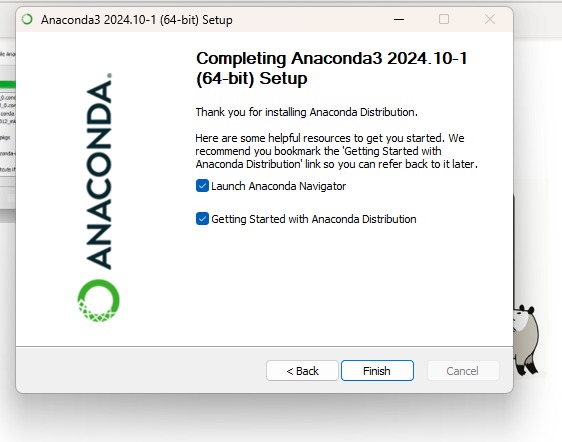 Anaconda3 2024.10-1 (64-bit) Setup
Completing Anaconda3 2024.10-1
(64-bit) Setup
Thank you for installing Anaconda Distribution.
Here are some helpful resources to get you started. We
recommend you bookmark the 'Getting Started with
Anaconda Distribution' link so you can refer back to it later.
Launch Anaconda Navigator
Getting Started with Anaconda Distribution
ANACONDA.
< Back
Finish
Cancel